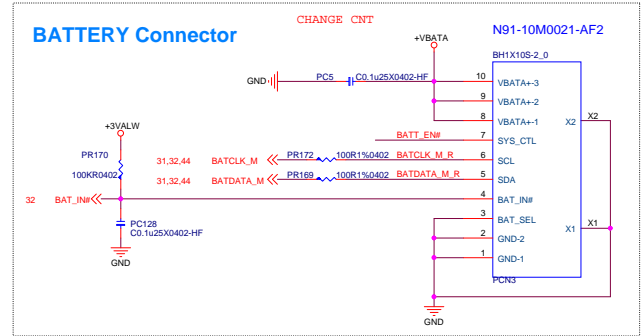 CHANGE CNT
BATTERY Connector
N91-10M0021-AF2
+VBATA
BH1X10S-2_0
GND
PC5
C0.1u25X0402-HF
10
VBATA+-3
9
VBATA+-2
8
VBATA+-1
X2
X2
+3VALW
BATT_EN#
7
SYS_CTL
PR170
100KR0402
31,32,44
BATCLK_M
PR172
100R1%0402
BATCLK_M_R
6
SCL
31,32,44
BATDATA_M
PR169
100R1%0402
BATDATA_M_R
5
SDA
32
BAT_IN#
4
BAT_IN#
PC128
C0.1u25X0402-HF
3
BAT_SEL
X1
X1
2
GND-2
1
GND-1
GND
PCN3
GND